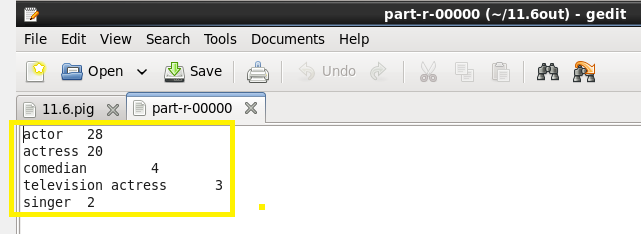 part-r-00000 (~/11.6out) - gedit
File Edit View Search Tools Documents Help
Open Save Undo
11.6.pig part-r-00000
actor 28
actress 20
comedian 4
television actress 3
singer 2